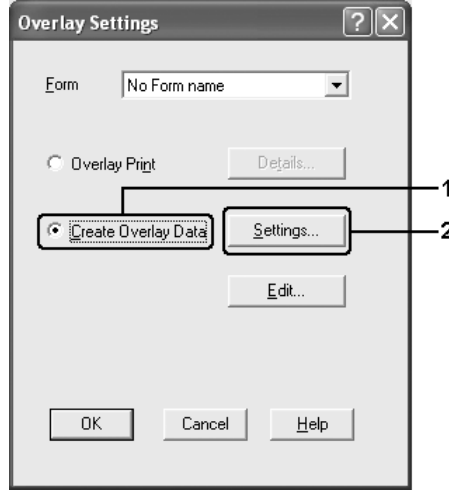 Overlay Settings
Form No Form name
Overlay Print Details...
1
Create Overlay Data Settings...
2
Edit...
OK Cancel Help